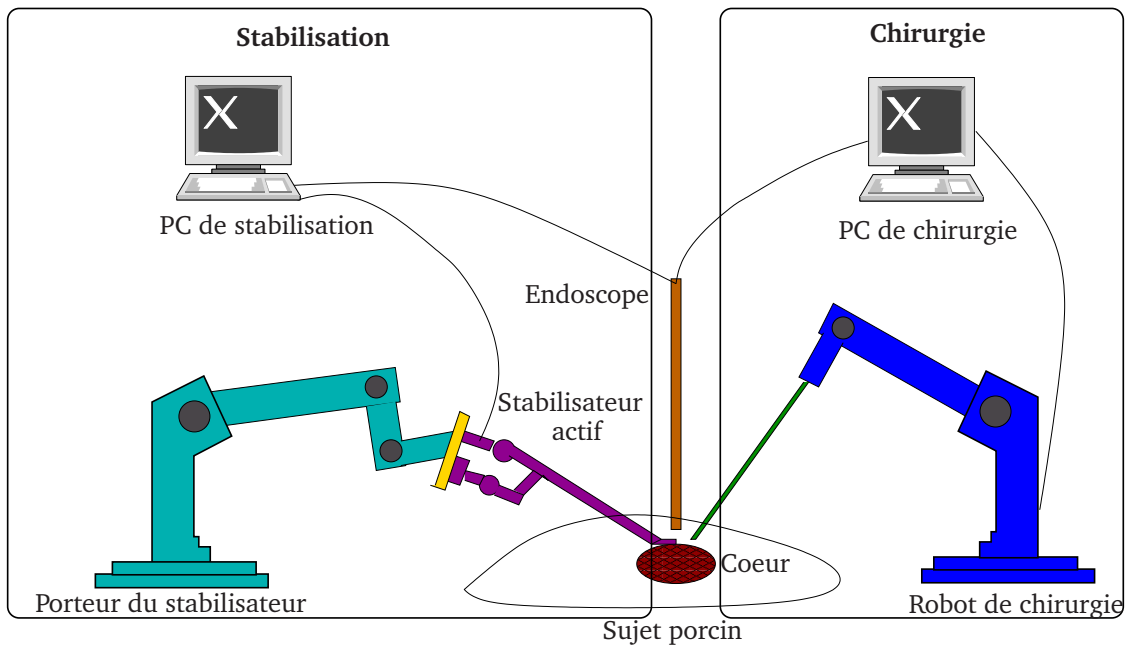 Stabilisation
Chirurgie
PC de stabilisation
PC de chirurgie
Endoscope
Stabilisateur
actif
Coeur
Porteur du stabilisateur
Robot de chirurgie
Sujet porcin